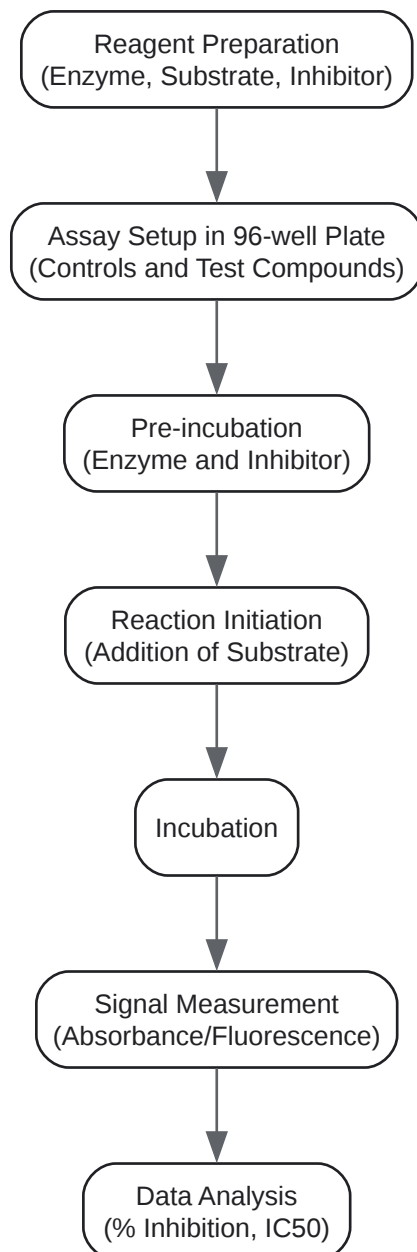 Reagent Preparation
(Enzyme, Substrate, Inhibitor)
Assay Setup in 96-well Plate
(Controls and Test Compounds)
Pre-incubation
(Enzyme and Inhibitor)
Reaction Initiation
(Addition of Substrate)
Incubation
Signal Measurement
(Absorbance/Fluorescence)
Data Analysis
(% Inhibition, IC50)